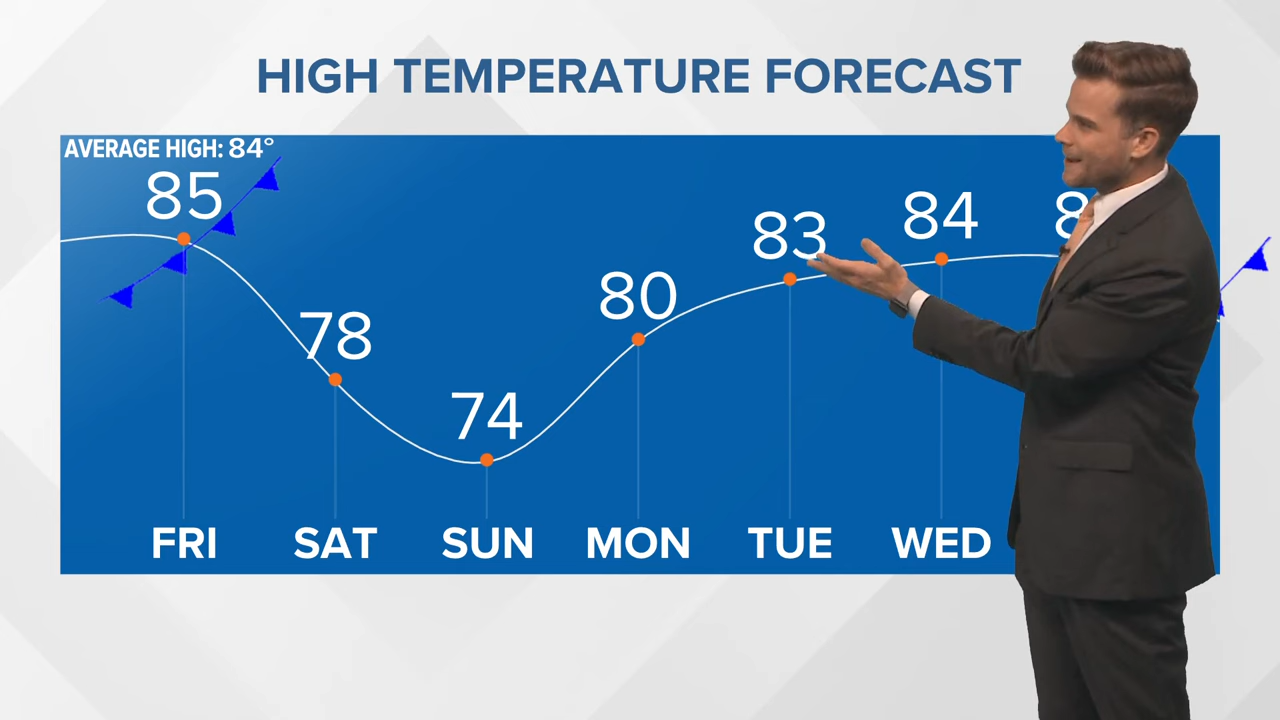 HIGH TEMPERATURE FORECAST
AVERAGE HIGH: 84°
85
78
74
80
83
84
FRI
SAT
SUN
MON
TUE
WED